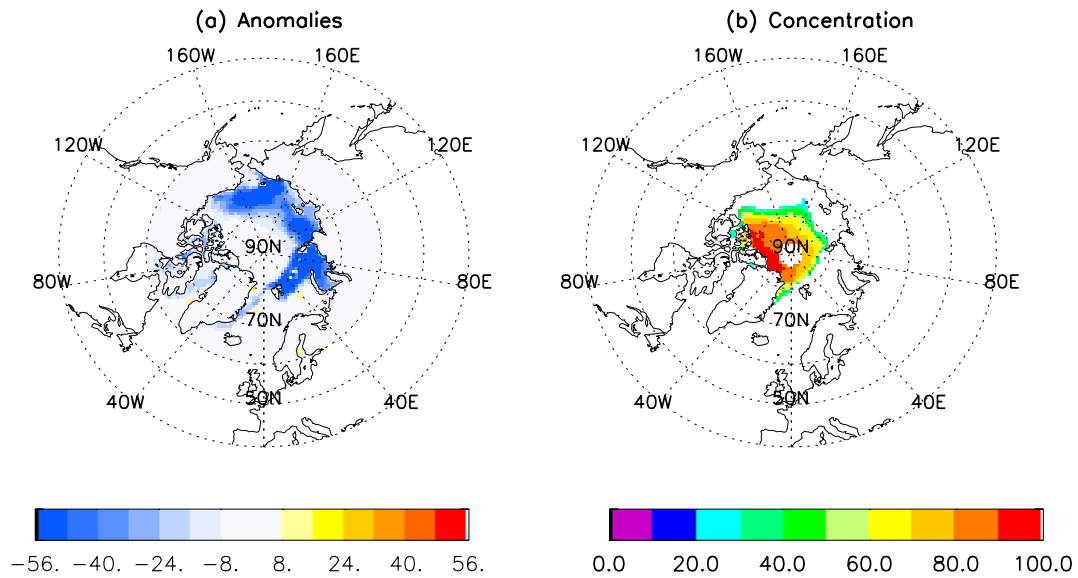 (a) Anomalies
(b) Concentration
160W 160E
160W 160E
120W 120E
120W 120E
90N
90N
80W 80E
80W 80E
70N
70N
50N
50N
40W 40E
40W 40E
-56. -40. -24. -8. 8. 24. 40. 56.
0.0 20.0 40.0 60.0 80.0 100.0